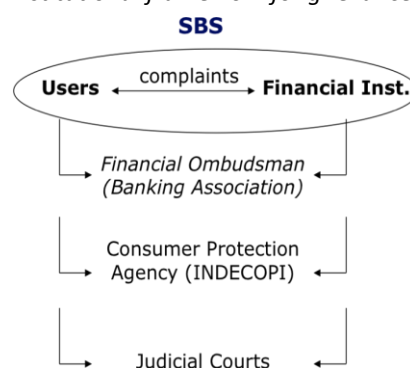 SBS
complaints
Users Financial Inst.
Financial Ombudsman
(Banking Association)
Consumer Protection
Agency (INDECOPI)
Judicial Courts